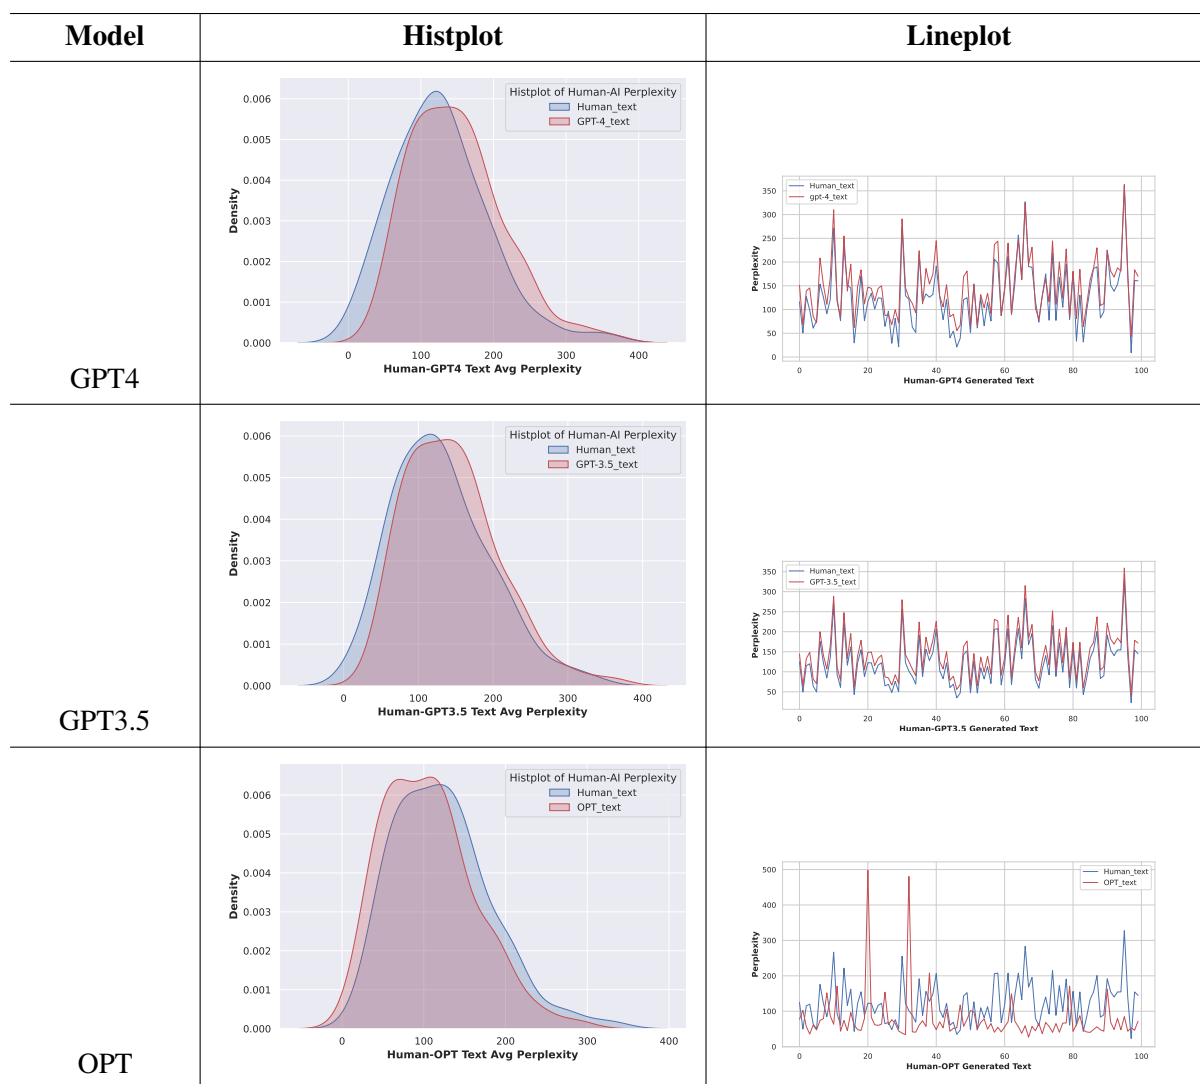 Model Histplot Lineplot
GPT4
Histplot of Human-AI Perplexity
Human_text
GPT-4_text
Density
0.006
0.005
0.004
0.003
0.002
0.001
0.000
0 100 200 300 400
Human-GPT4 Text Avg Perplexity
Human_text
gpt-4_text
Perplexity
350
300
250
200
150
100
50
0
0 20 40 60 80 100
Human-GPT4 Generated Text
GPT3.5
Histplot of Human-AI Perplexity
Human_text
GPT-3.5_text
Density
0.006
0.005
0.004
0.003
0.002
0.001
0.000
0 100 200 300 400
Human-GPT3.5 Text Avg Perplexity
Human_text
GPT-3.5_text
Perplexity
350
300
250
200
150
100
50
0 20 40 60 80 100
Human-GPT3.5 Generated Text
OPT
Histplot of Human-AI Perplexity
Human_text
OPT_text
Density
0.006
0.005
0.004
0.003
0.002
0.001
0.000
0 100 200 300 400
Human-OPT Text Avg Perplexity
Human_text
OPT_text
Perplexity
500
400
300
200
100
0
0 20 40 60 80 100
Human-OPT Generated Text